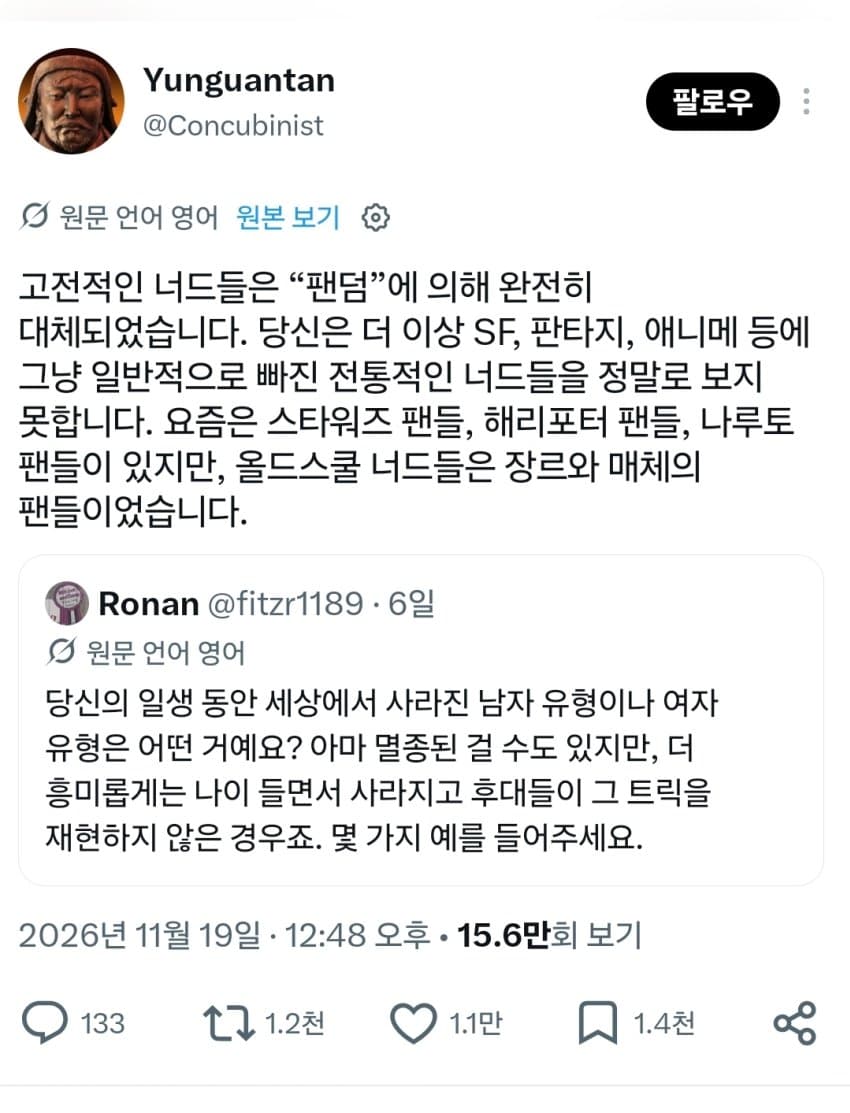 Yunguantan
@Concubinist
팔로우
원문 언어 영어 원본 보기
고전적인 너드들은 “팬덤”에 의해 완전히
대체되었습니다. 당신은 더 이상 SF, 판타지, 애니메 등에
그냥 일반적으로 빠진 전통적인 너드들을 정말로 보지
못합니다. 요즘은 스타워즈 팬들, 해리포터 팬들, 나루토
팬들이 있지만, 올드스쿨 너드들은 장르와 매체의
팬들이었습니다.
Ronan @fitzr1189 · 6일
원문 언어 영어
당신의 일생 동안 세상에서 사라진 남자 유형이나 여자
유형은 어떤 거예요? 아마 멸종된 걸 수도 있지만, 더
흥미롭게는 나이 들면서 사라지고 후대들이 그 트릭을
재현하지 않은 경우죠. 몇 가지 예를 들어주세요.
2026년 11월 19일 · 12:48 오후 • 15.6만회 보기
133 1.2천 1.1만 1.4천